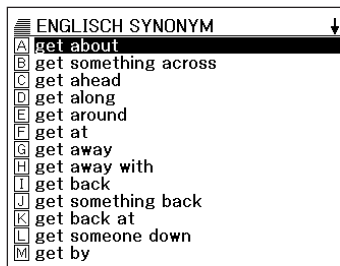 ENGLISCH SYNONYM ↓
A get about
B get something across
C get ahead
D get along
E get around
F get at
G get away
H get away with
I get back
J get something back
K get back at
L get someone down
M get by